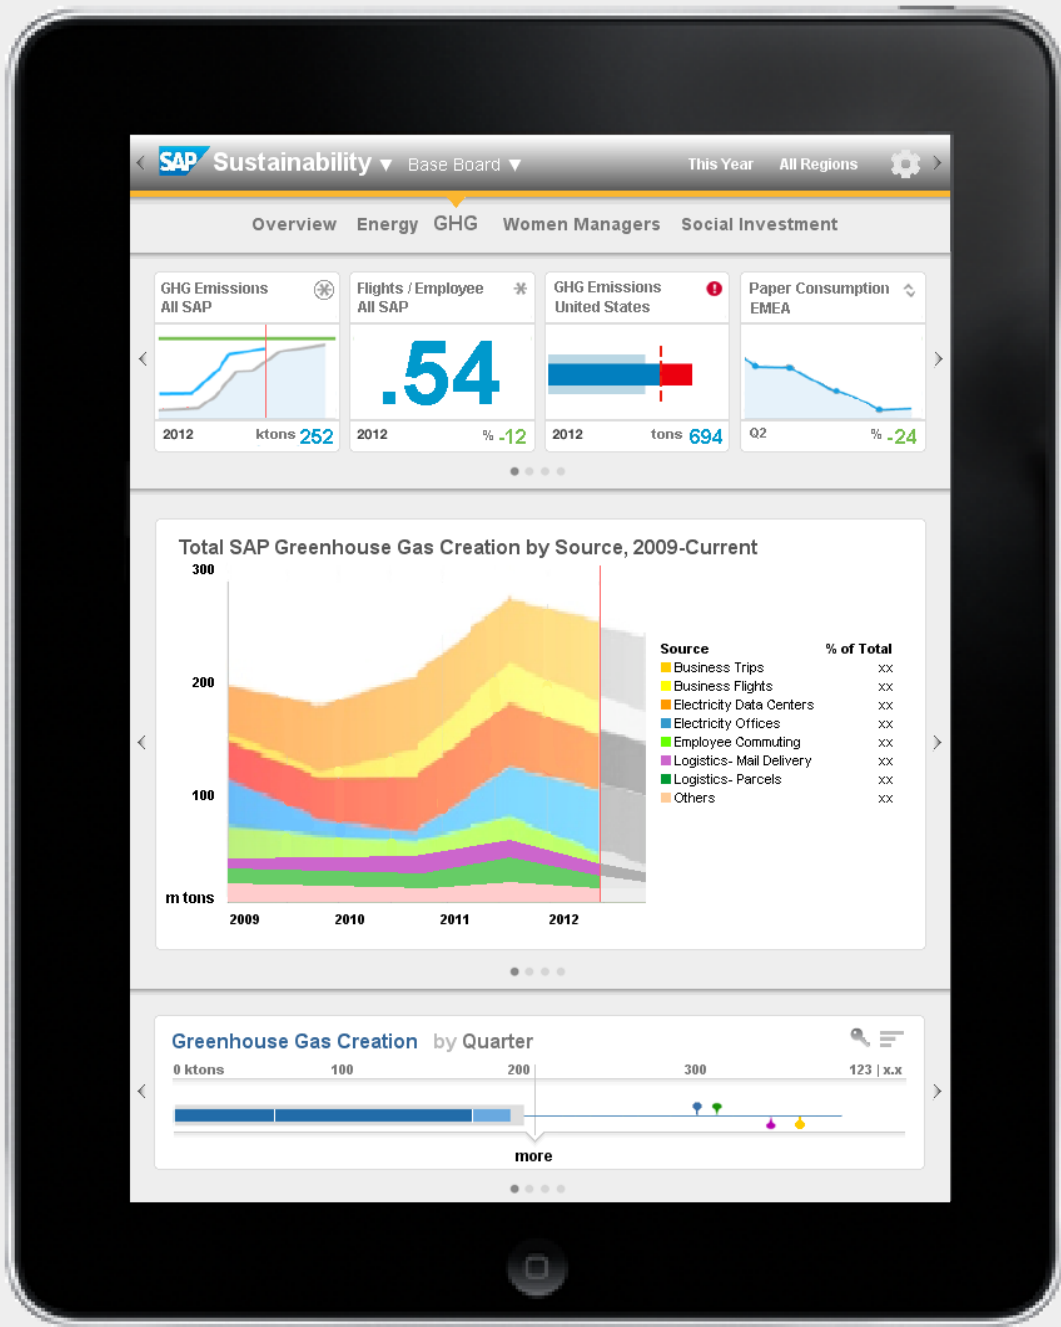 SAP Sustainability ▼ Base Board ▼ This Year All Regions
Overview Energy GHG Women Managers Social Investment
GHG Emissions
All SAP
2012 ktons 252
Flights / Employee
All SAP
.54
2012 % -12
GHG Emissions
United States
2012 tons 694
Paper Consumption
EMEA
Q2 % -24
Total SAP Greenhouse Gas Creation by Source, 2009-Current
300
200
100
m tons
2009 2010 2011 2012
Source % of Total
Business Trips xx
Business Flights xx
Electricity Data Centers xx
Electricity Offices xx
Employee Commuting xx
Logistics- Mail Delivery xx
Logistics- Parcels xx
Others xx
Greenhouse Gas Creation by Quarter
0 ktons 100 200 300 123 | x.x
more